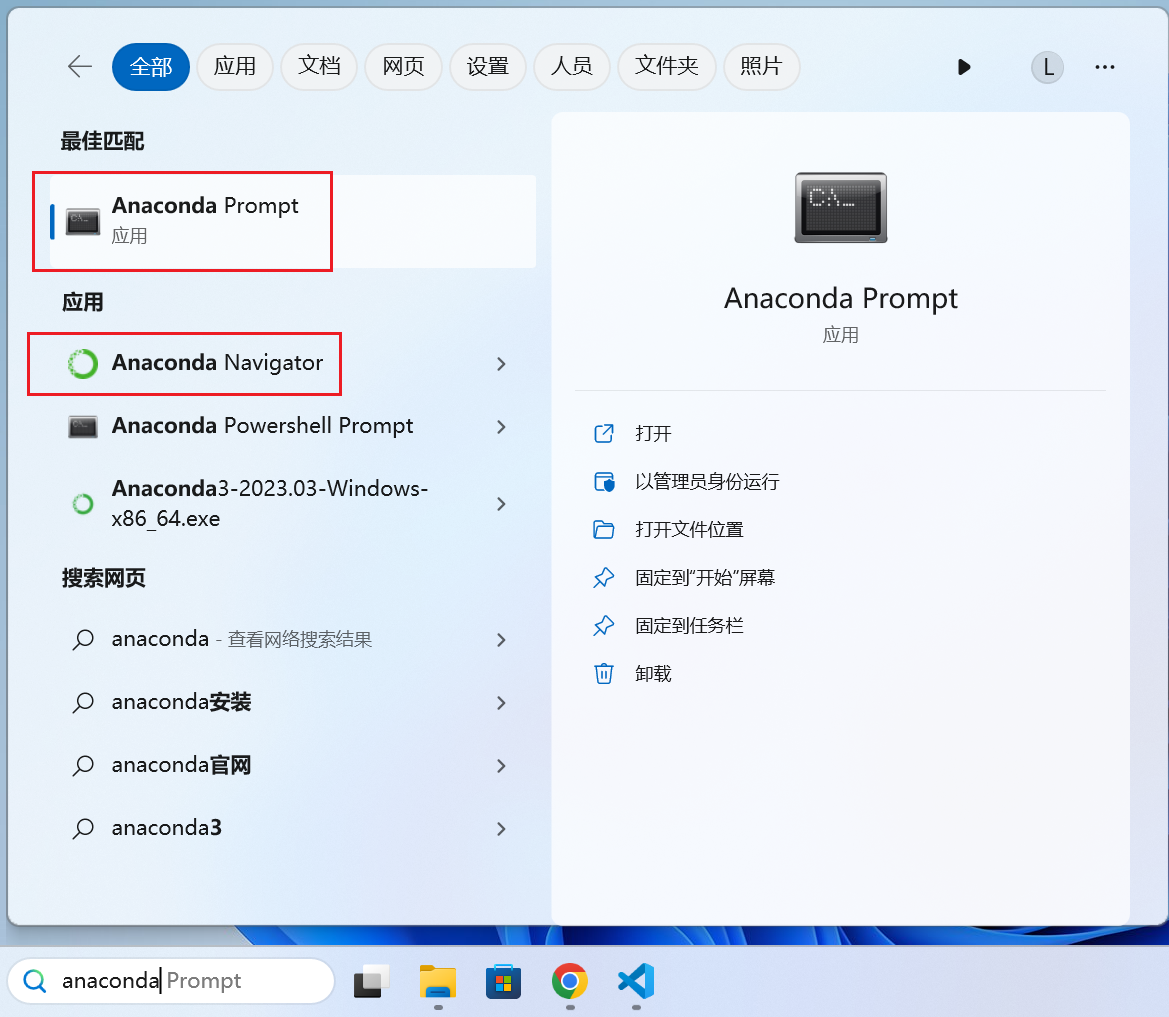 全部
应用
文档
网页
设置
人员
文件夹
照片
L
最佳匹配
Anaconda Prompt
应用
应用
Anaconda Navigator
Anaconda Powershell Prompt
Anaconda3-2023.03-Windows-
x86_64.exe
搜索网页
anaconda - 查看网络搜索结果
anaconda安装
anaconda官网
anaconda3
C:\_
Anaconda Prompt
应用
打开
以管理员身份运行
打开文件位置
固定到“开始”屏幕
固定到任务栏
卸载
anaconda Prompt